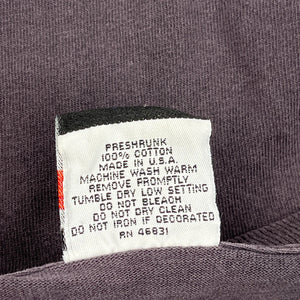 PRESHRUNK
100% COTTON
MADE IN U.S.A.
MACHINE WASH WARM
REMOVE PROMPTLY
TUMBLE DRY LOW SETTING
DO NOT BLEACH
DO NOT DRY CLEAN
DO NOT IRON IF DECORATED
RN 46831